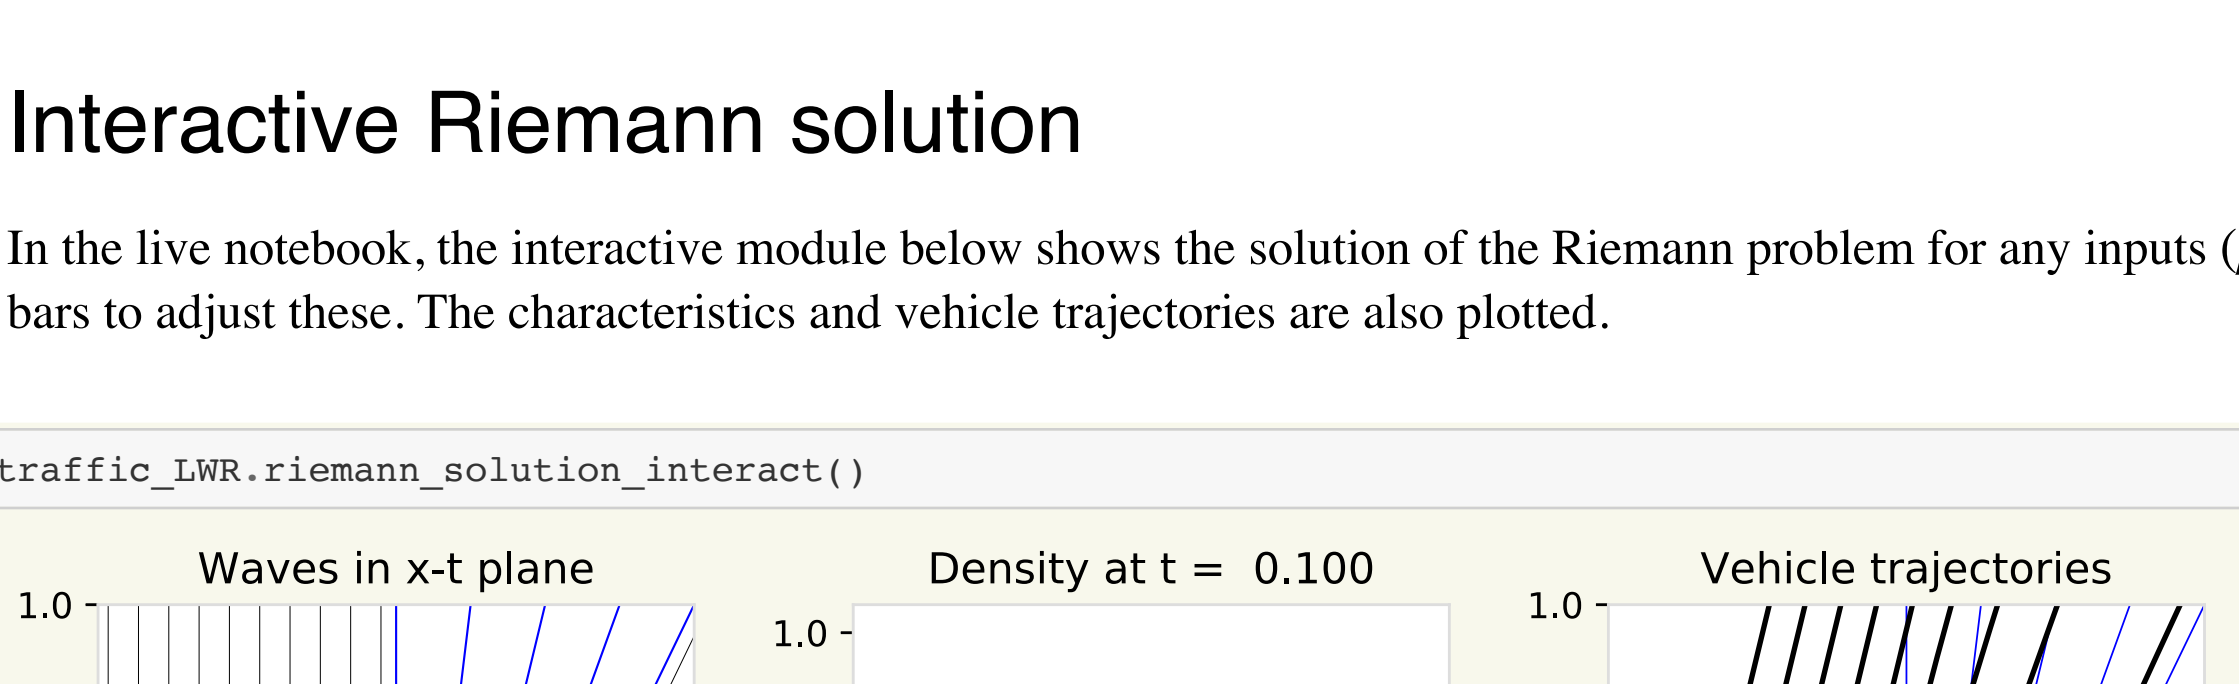 Interactive Riemann solution
In the live notebook, the interactive module below shows the solution of the Riemann problem for any inputs (
bars to adjust these. The characteristics and vehicle trajectories are also plotted.
traffic_LWR.riemann_solution_interact()
Waves in x-t plane
Density at t = 0.100
Vehicle trajectories
1.0
1.0
1.0